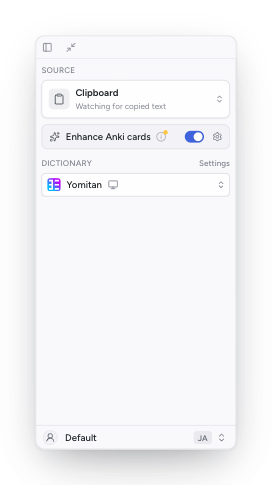 SOURCE
Clipboard
Watching for copied text
Enhance Anki cards
DICTIONARY Settings
Yomitan
Default JA